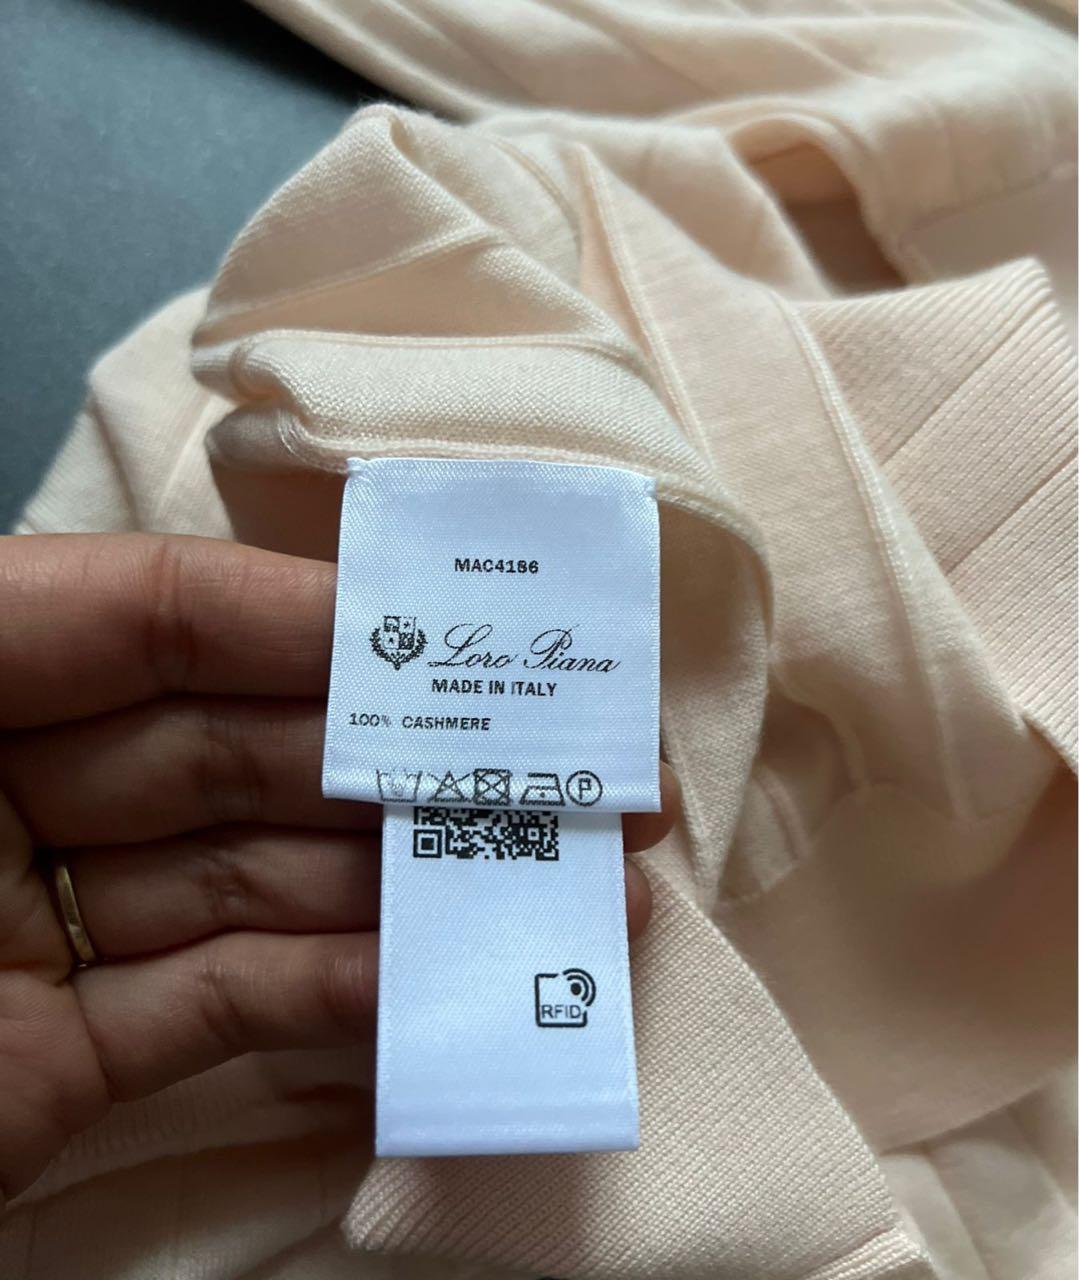 MAC4186
Loro Piana
MADE IN ITALY
100% CASHMERE
P
RFID